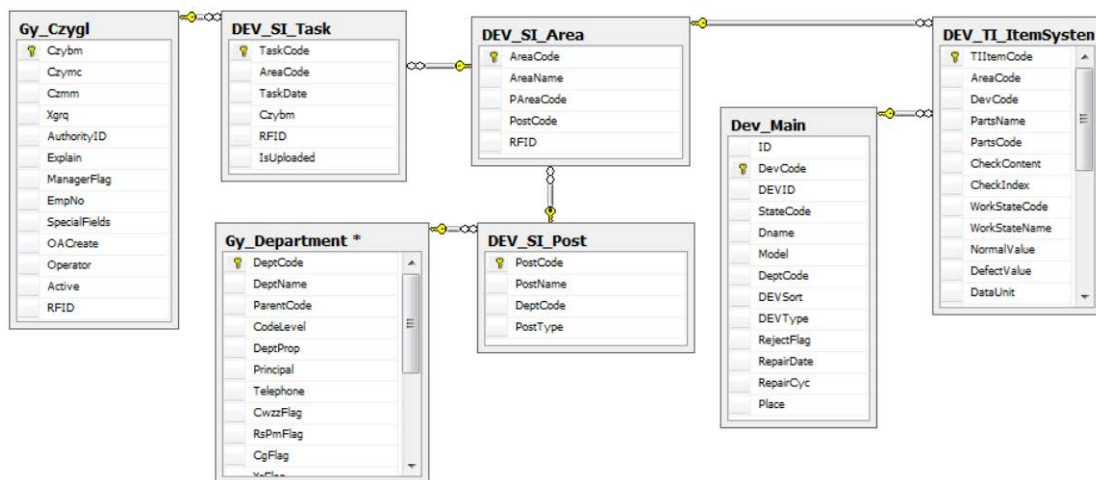 Gy_Czygl
Czybm
Czymc
Czmm
Xgrq
AuthorityID
Explain
ManagerFlag
EmpNo
SpecialFields
OACreate
Operator
Active
RFID
DEV_SI_Task
TaskCode
AreaCode
TaskDate
Czybm
RFID
IsUploaded
DEV_SI_Area
AreaCode
AreaName
PAreaCode
PostCode
RFID
DEV_TI_ItemSystem
TIItemCode
AreaCode
DevCode
PartsName
PartsCode
CheckContent
CheckIndex
WorkStateCode
WorkStateName
NormalValue
DefectValue
DataUnit
Dev_Main
ID
DevCode
DEVID
StateCode
Dname
Model
DeptCode
DEVSort
DEVType
RejectFlag
RepairDate
RepairCyc
Place
Gy_Department *
DeptCode
DeptName
ParentCode
CodeLevel
DeptProp
Principal
Telephone
CwzzFlag
RsPmFlag
CgFlag
DEV_SI_Post
PostCode
PostName
DeptCode
PostType